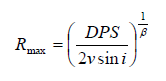 R_max = (DPS / 2v sin i)^(1/β)